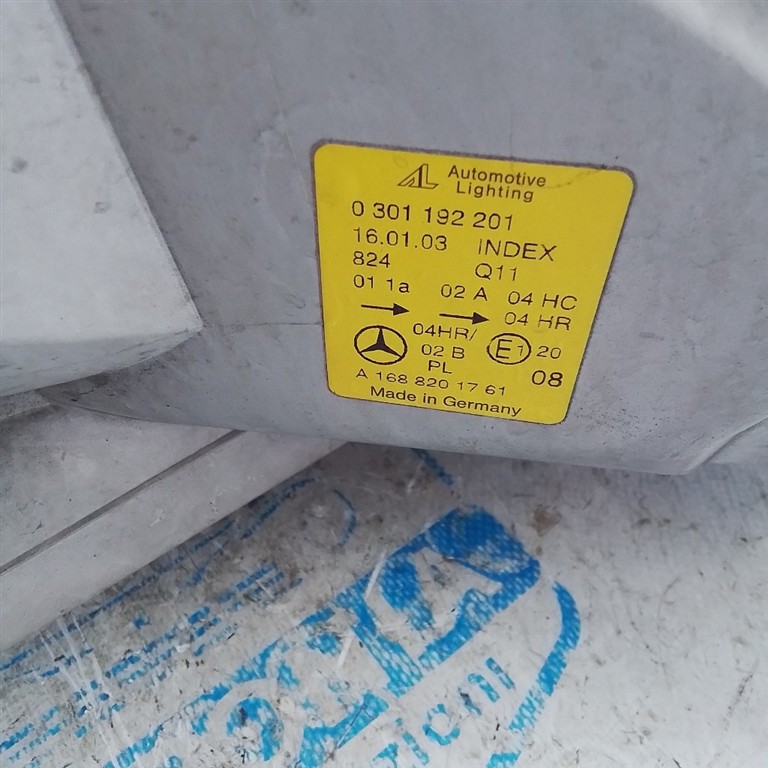 AL Automotive
Lighting
0 301 192 201
16.01.03 INDEX
824 Q11
01 1a 02 A 04 HC
04 HR
04HR/
02 B E1 20
PL 08
A 168 820 17 61
Made in Germany